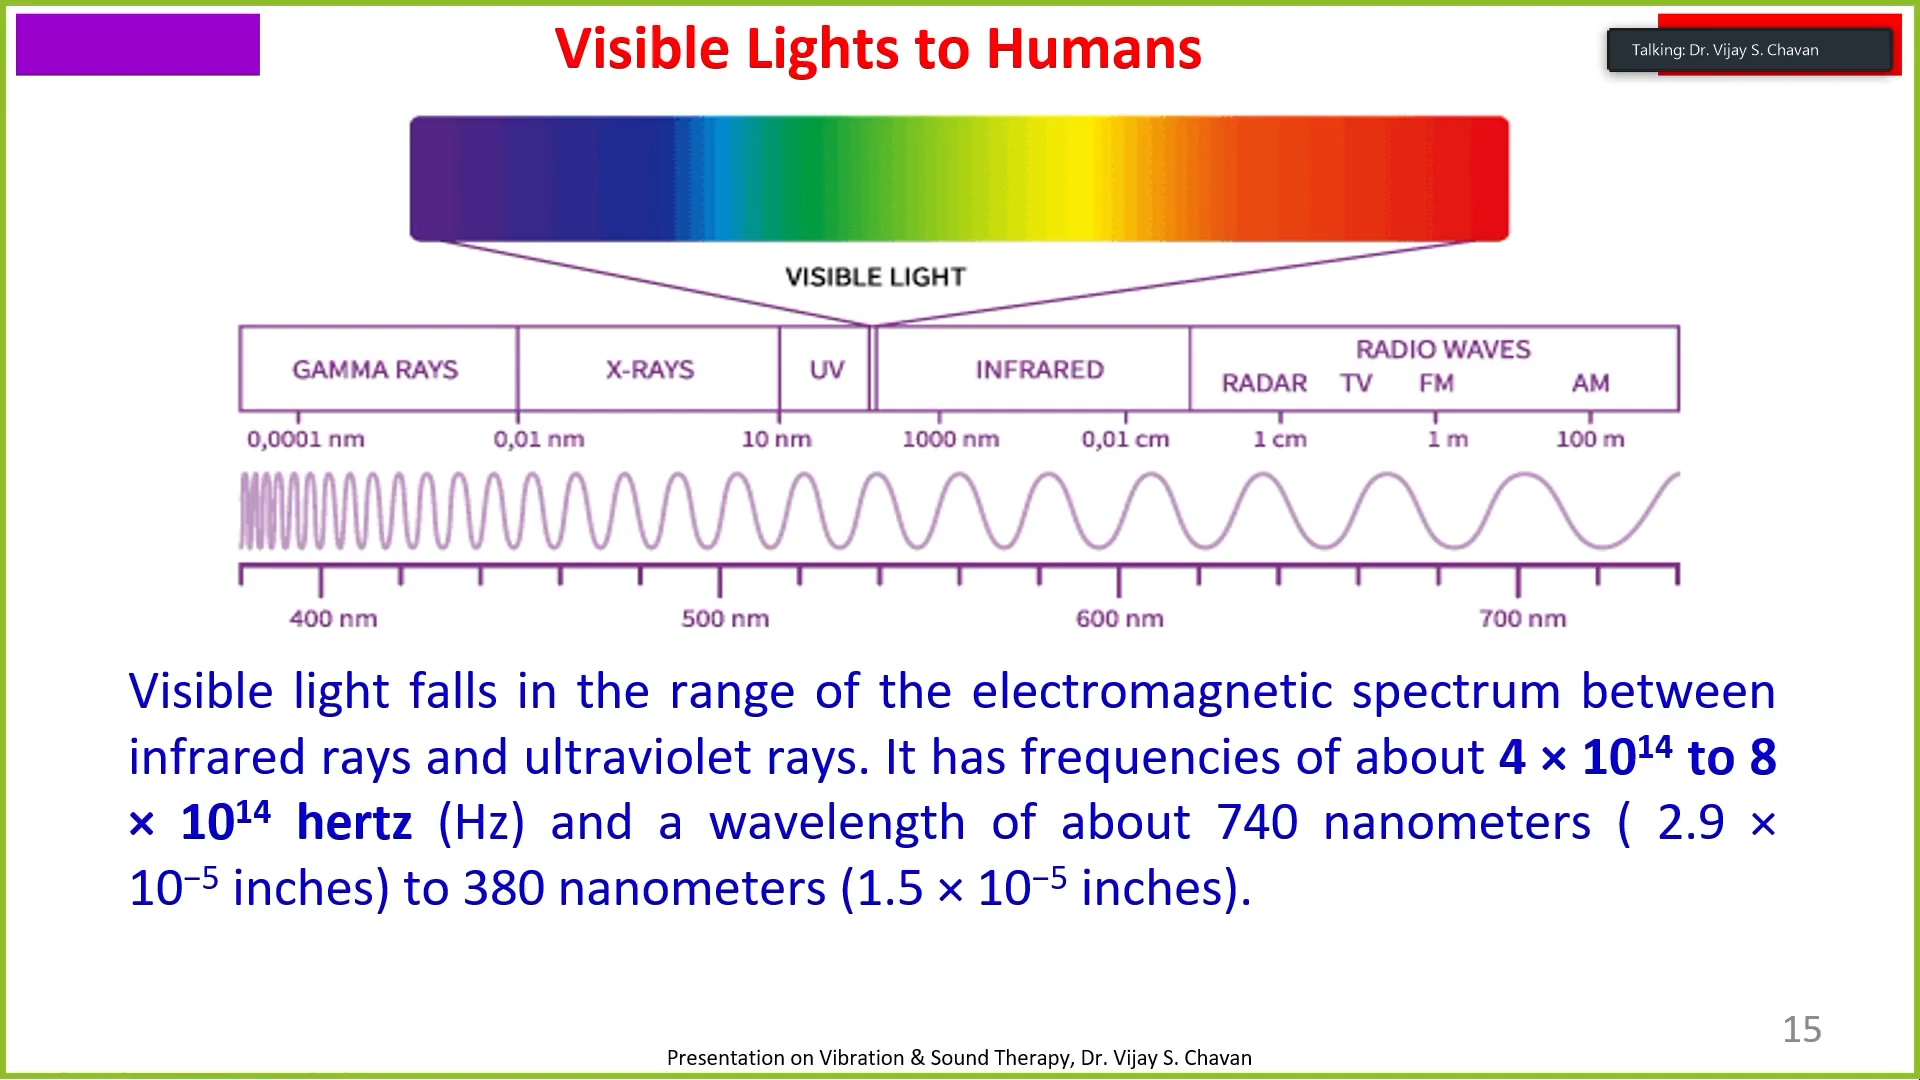 Visible Lights to Humans
Talking: Dr. Vijay S. Chavan
VISIBLE LIGHT
GAMMA RAYS X-RAYS UV INFRARED RADIO WAVES
RADAR TV FM AM
0,0001 nm 0,01 nm 10 nm 1000 nm 0,01 cm 1 cm 1 m 100 m
400 nm 500 nm 600 nm 700 nm
Visible light falls in the range of the electromagnetic spectrum between
infrared rays and ultraviolet rays. It has frequencies of about 4 × 10¹⁴ to 8
× 10¹⁴ hertz (Hz) and a wavelength of about 740 nanometers ( 2.9 ×
10⁻⁵ inches) to 380 nanometers (1.5 × 10⁻⁵ inches).
15
Presentation on Vibration & Sound Therapy, Dr. Vijay S. Chavan